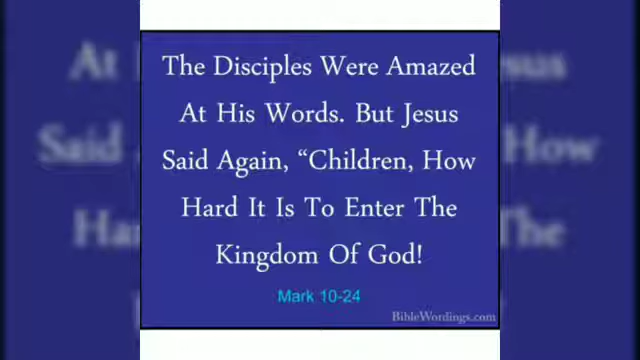 The Disciples Were Amazed
At His Words. But Jesus
Said Again, “Children, How
Hard It Is To Enter The
Kingdom Of God!
Mark 10-24
BibleWordings.com